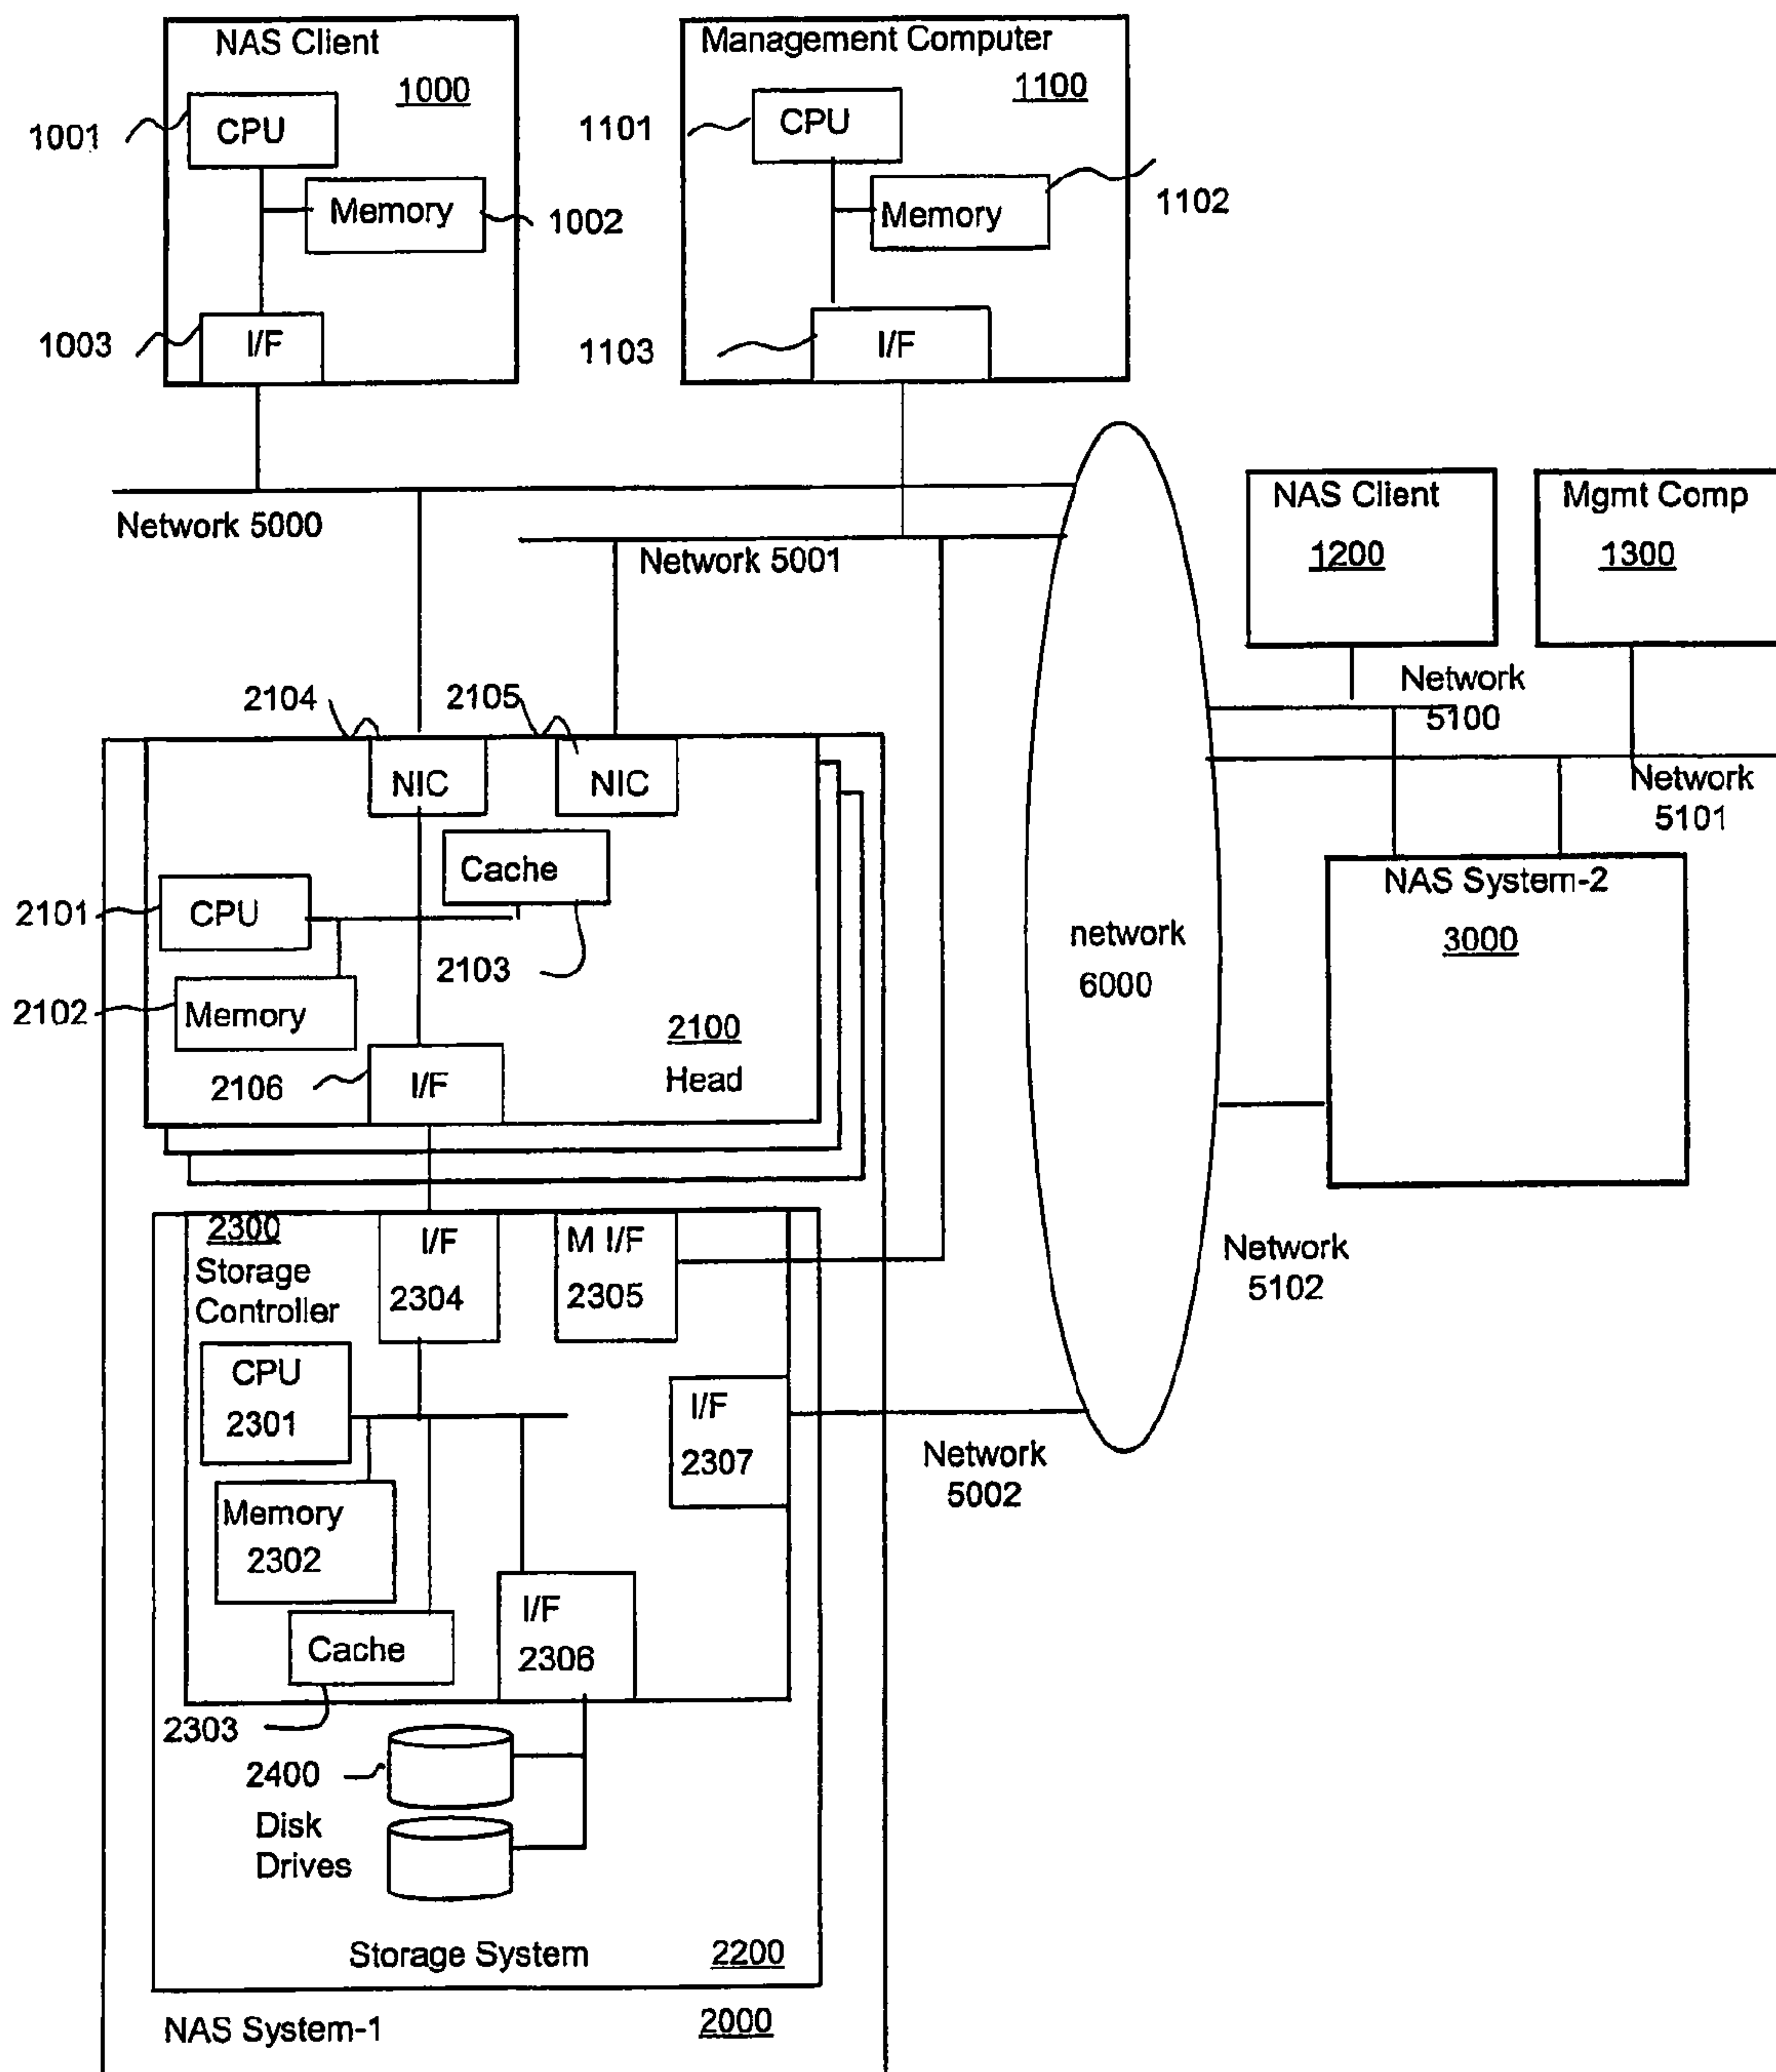 NAS Client
1000
1001
CPU
Memory
1002
1003
I/F
Management Computer
1100
1101
CPU
Memory
1102
1103
I/F
Network 5000
Network 5001
NAS Client
1200
Mgmt Comp
1300
Network
5100
Network
5101
2104
2105
NIC
NIC
Cache
2101
CPU
2103
2102
Memory
2100
Head
2106
I/F
network
6000
NAS System-2
3000
Network
5102
2300
Storage
Controller
I/F
2304
M I/F
2305
CPU
2301
I/F
2307
Network
5002
Memory
2302
I/F
2306
Cache
2303
2400
Disk
Drives
Storage System
2200
NAS System-1
2000